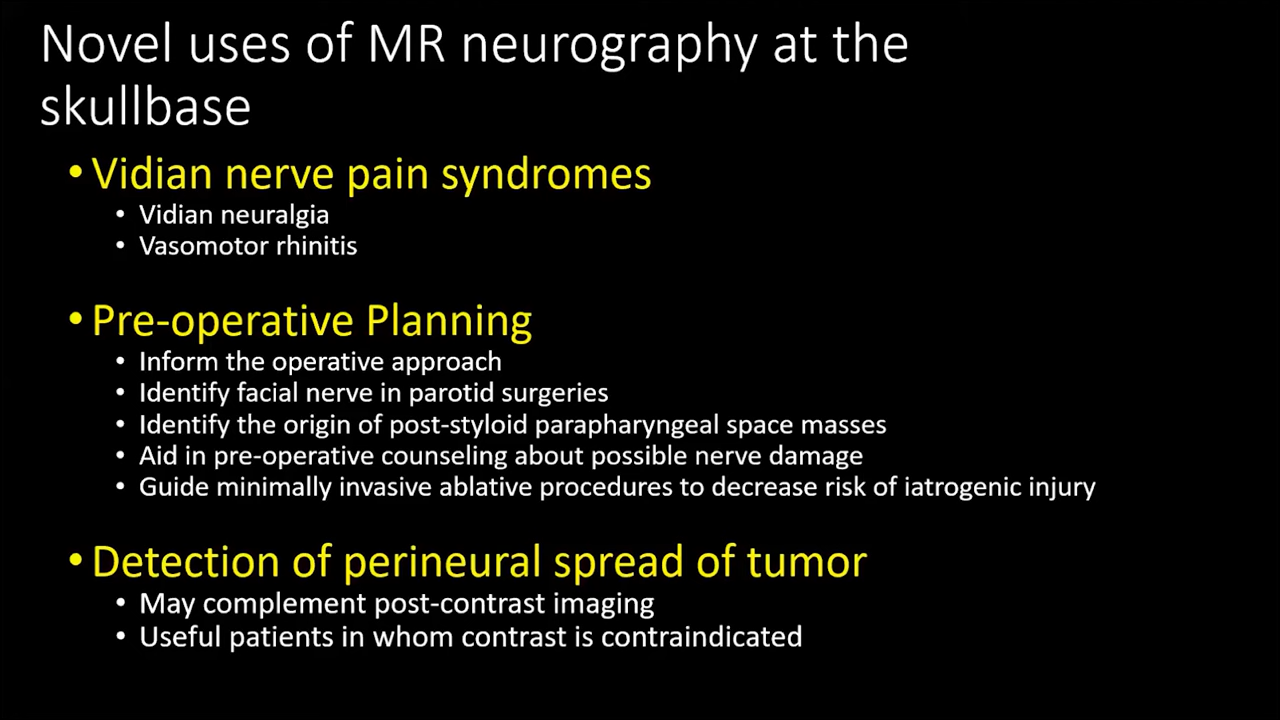 Novel uses of MR neurography at the
skullbase
• Vidian nerve pain syndromes
• Vidian neuralgia
• Vasomotor rhinitis
• Pre-operative Planning
• Inform the operative approach
• Identify facial nerve in parotid surgeries
• Identify the origin of post-styloid parapharyngeal space masses
• Aid in pre-operative counseling about possible nerve damage
• Guide minimally invasive ablative procedures to decrease risk of iatrogenic injury
• Detection of perineural spread of tumor
• May complement post-contrast imaging
• Useful patients in whom contrast is contraindicated